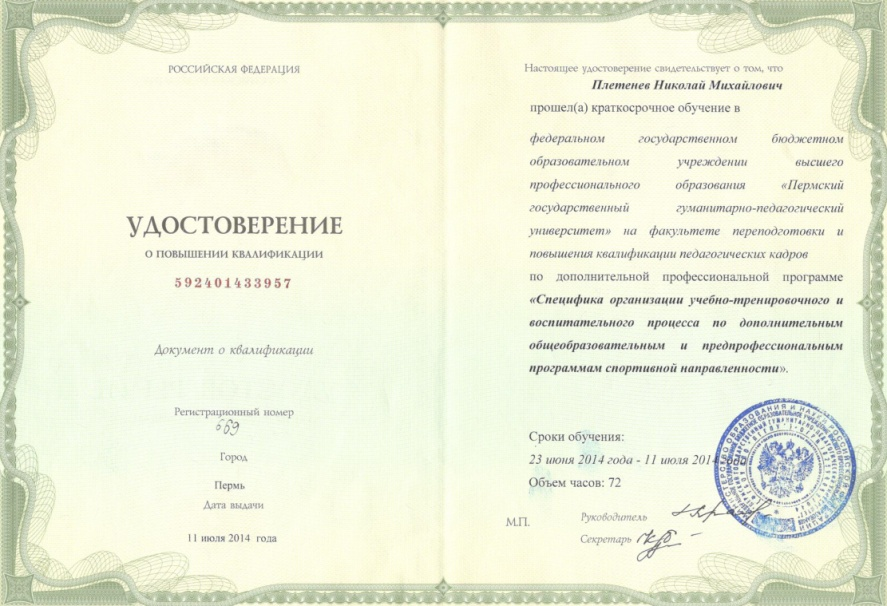 РОССИЙСКАЯ ФЕДЕРАЦИЯ
УДОСТОВЕРЕНИЕ
О ПОВЫШЕНИИ КВАЛИФИКАЦИИ
592401433957
Документ о квалификации
Регистрационный номер
669
Город
Пермь
Дата выдачи
11 июля 2014 года
Настоящее удостоверение свидетельствует о том, что
Плетенев Николай Михайлович
прошел(а) краткосрочное обучение в
федеральном государственном бюджетном
образовательном учреждении высшего
профессионального образования «Пермский
государственный гуманитарно-педагогический
университет» на факультете переподготовки и
повышения квалификации педагогических кадров
по дополнительной профессиональной программе
«Специфика организации учебно-тренировочного и
воспитательного процесса по дополнительным
общеобразовательным и предпрофессиональным
программам спортивной направленности».
Сроки обучения:
23 июня 2014 года - 11 июля 2014 года
Объем часов: 72
М.П.
Руководитель
Секретарь